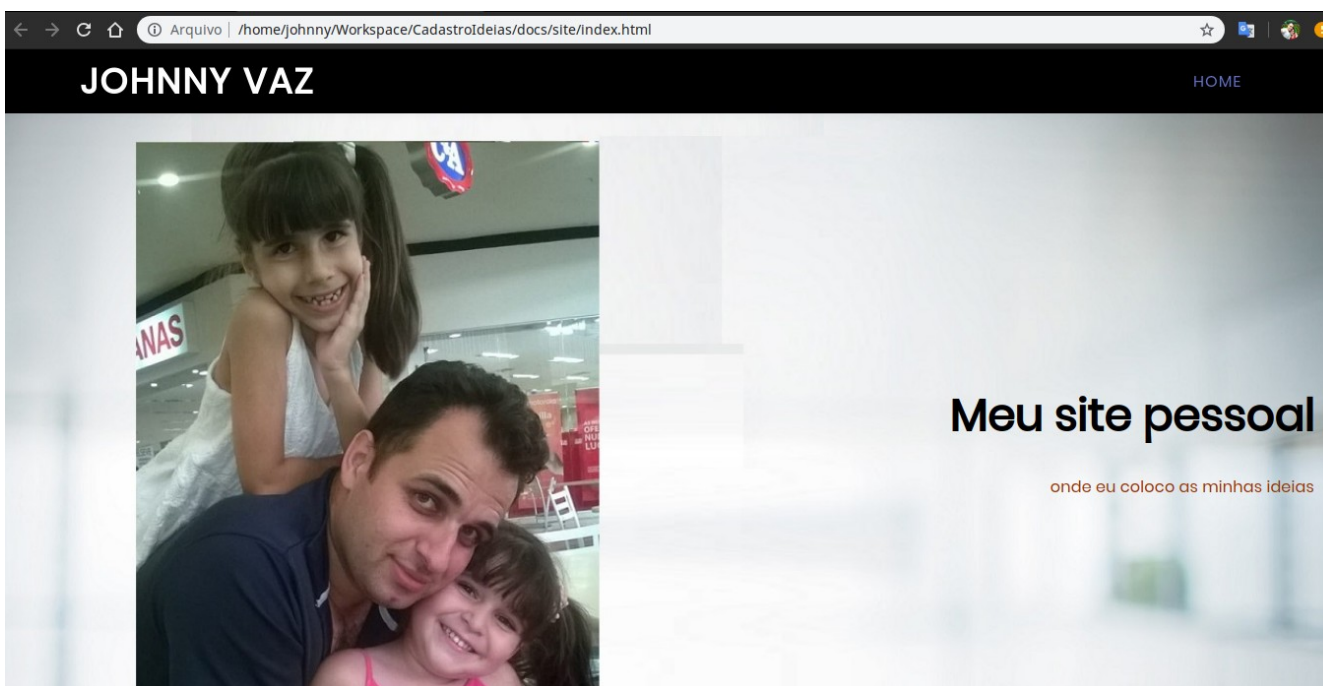 Arquivo | /home/johnny/Workspace/CadastroIdeias/docs/site/index.html
JOHNNY VAZ
HOME
C&A
ANAS
Meu site pessoal
onde eu coloco as minhas ideias